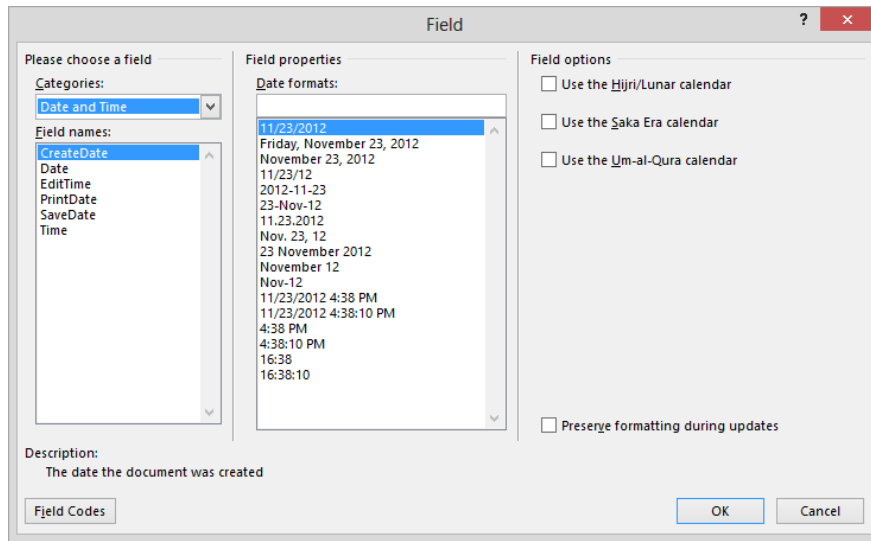 Field
?
Please choose a field
Categories:
Date and Time
Field names:
CreateDate
Date
EditTime
PrintDate
SaveDate
Time
Field properties
Date formats:
11/23/2012
Friday, November 23, 2012
November 23, 2012
11/23/12
2012-11-23
23-Nov-12
11.23.2012
Nov. 23, 12
23 November 2012
November 12
Nov-12
11/23/2012 4:38 PM
11/23/2012 4:38:10 PM
4:38 PM
4:38:10 PM
16:38
16:38:10
Field options
Use the Hijri/Lunar calendar
Use the Saka Era calendar
Use the Um-al-Qura calendar
Preserve formatting during updates
Description:
The date the document was created
Field Codes
OK
Cancel